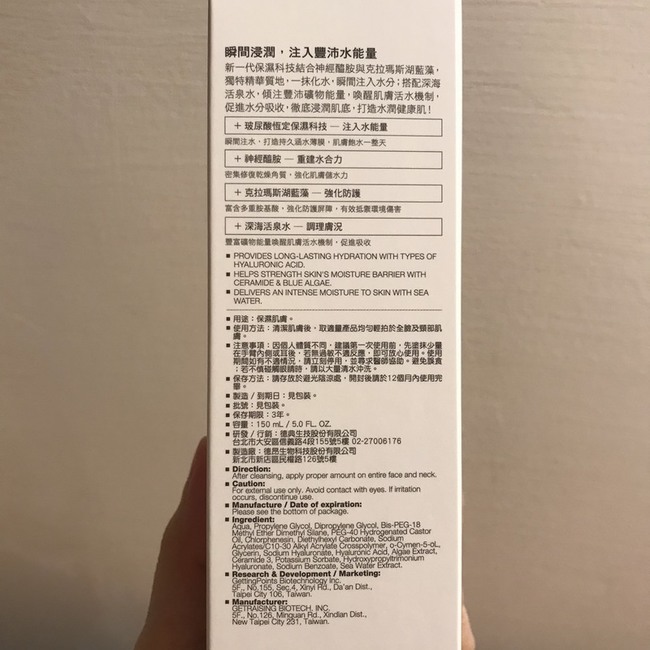 瞬間浸潤，注入豐沛水能量
新一代保濕科技結合神經醯胺與克拉瑪斯湖藍藻，
獨特精華質地，一抹化水，瞬間注入水分；搭配深海
活泉水，傾注豐沛礦物能量，喚醒肌膚活水機制，
促進水分吸收，徹底浸潤肌底，打造水潤健康肌！
＋玻尿酸恆定保濕科技 — 注入水能量
瞬間注水，打造持久涵水薄膜，肌膚飽水一整天
＋神經醯胺 — 重建水合力
密集修復乾燥角質，強化肌膚儲水力
＋克拉瑪斯湖藍藻 — 強化防護
富含多重胺基酸，強化防護屏障，有效抵禦環境傷害
＋深海活泉水 — 調理膚況
豐富礦物能量喚醒肌膚活水機制，促進吸收
▪ PROVIDES LONG-LASTING HYDRATION WITH TYPES OF
HYALURONIC ACID.
▪ HELPS STRENGTH SKIN'S MOISTURE BARRIER WITH
CERAMIDE & BLUE ALGAE.
▪ DELIVERS AN INTENSE MOISTURE TO SKIN WITH SEA
WATER.
▪ 用途：保濕肌膚。
▪ 使用方法：清潔肌膚後，取適量產品均勻輕拍於全臉及頸部肌
膚。
▪ 注意事項：因個人體質不同，建議第一次使用前，先塗抹少量
在手臂內側或耳後，若無過敏不適反應，即可放心使用。使用
期間如有不適情況，請立刻停用，並尋求醫師協助。避免誤食
；若不慎碰觸眼睛時，請以大量清水沖洗。
▪ 保存方法：請存放於避光陰涼處，開封後請於12個月內使用完
畢。
▪ 製造 / 到期日：見包裝。
▪ 批號：見包裝。
▪ 保存期限：3年。
▪ 容量：150 mL / 5.0 FL. OZ.
▪ 研發 / 行銷：德典生技股份有限公司
台北市大安區信義路4段155號5樓 02-27006176
▪ 製造廠：德昂生物科技股份有限公司
新北市新店區民權路126號5樓
▪ Direction:
After cleansing, apply proper amount on entire face and neck.
▪ Caution:
For external use only. Avoid contact with eyes. If irritation
occurs, discontinue use.
▪ Manufacture / Date of expiration:
Please see the bottom of package.
▪ Ingredient:
Aqua, Propylene Glycol, Dipropylene Glycol, Bis-PEG-18
Methyl Ether Dimethyl Silane, PEG-40 Hydrogenated Castor
Oil, Chlorphenesin, Diethylhexyl Carbonate, Sodium
Acrylates/C10-30 Alkyl Acrylate Crosspolymer, o-Cymen-5-ol,
Glycerin, Sodium Hyaluronate, Hyaluronic Acid, Algae Extract,
Ceramide 3, Potassium Sorbate, Hydroxypropyltrimonium
Hyaluronate, Sodium Benzoate, Sea Water Extract.
▪ Research & Development / Marketing:
GettingPoints Biotechnology Inc.
5F., No.155, Sec.4, Xinyi Rd., Da'an Dist.,
Taipei City 106, Taiwan.
▪ Manufacturer:
GETRAISING BIOTECH, INC.
5F., No.126, Minguan Rd., Xindian Dist.,
New Taipei City 231, Taiwan.